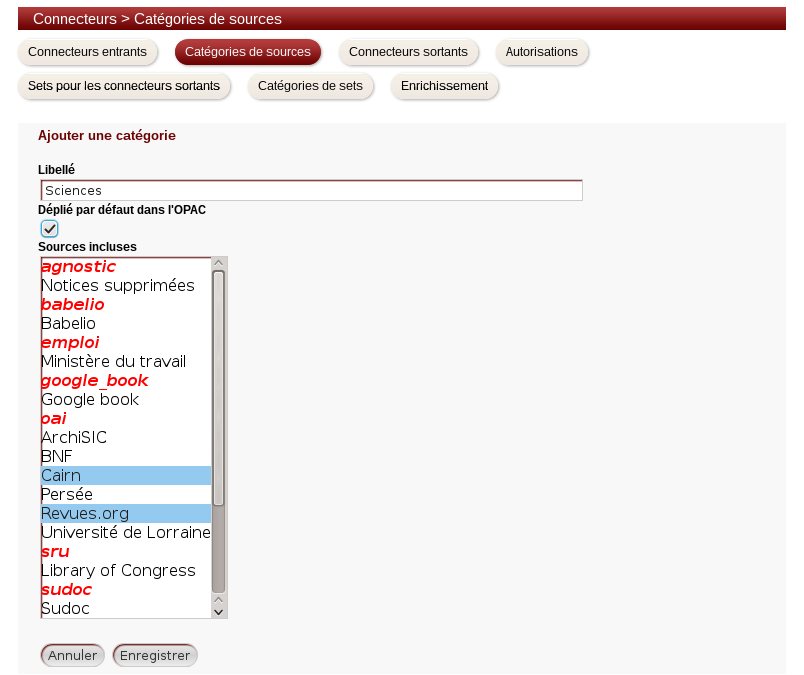 Connecteurs > Catégories de sources
Connecteurs entrants Catégories de sources Connecteurs sortants Autorisations
Sets pour les connecteurs sortants Catégories de sets Enrichissement
Ajouter une catégorie
Libellé
Sciences
Déplié par défaut dans l'OPAC
Sources incluses
agnostic
Notices supprimées
babelio
Babelio
emploi
Ministère du travail
google_book
Google book
oai
ArchiSIC
BNF
Cairn
Persée
Revues.org
Université de Lorraine
sru
Library of Congress
sudoc
Sudoc
Annuler Enregistrer